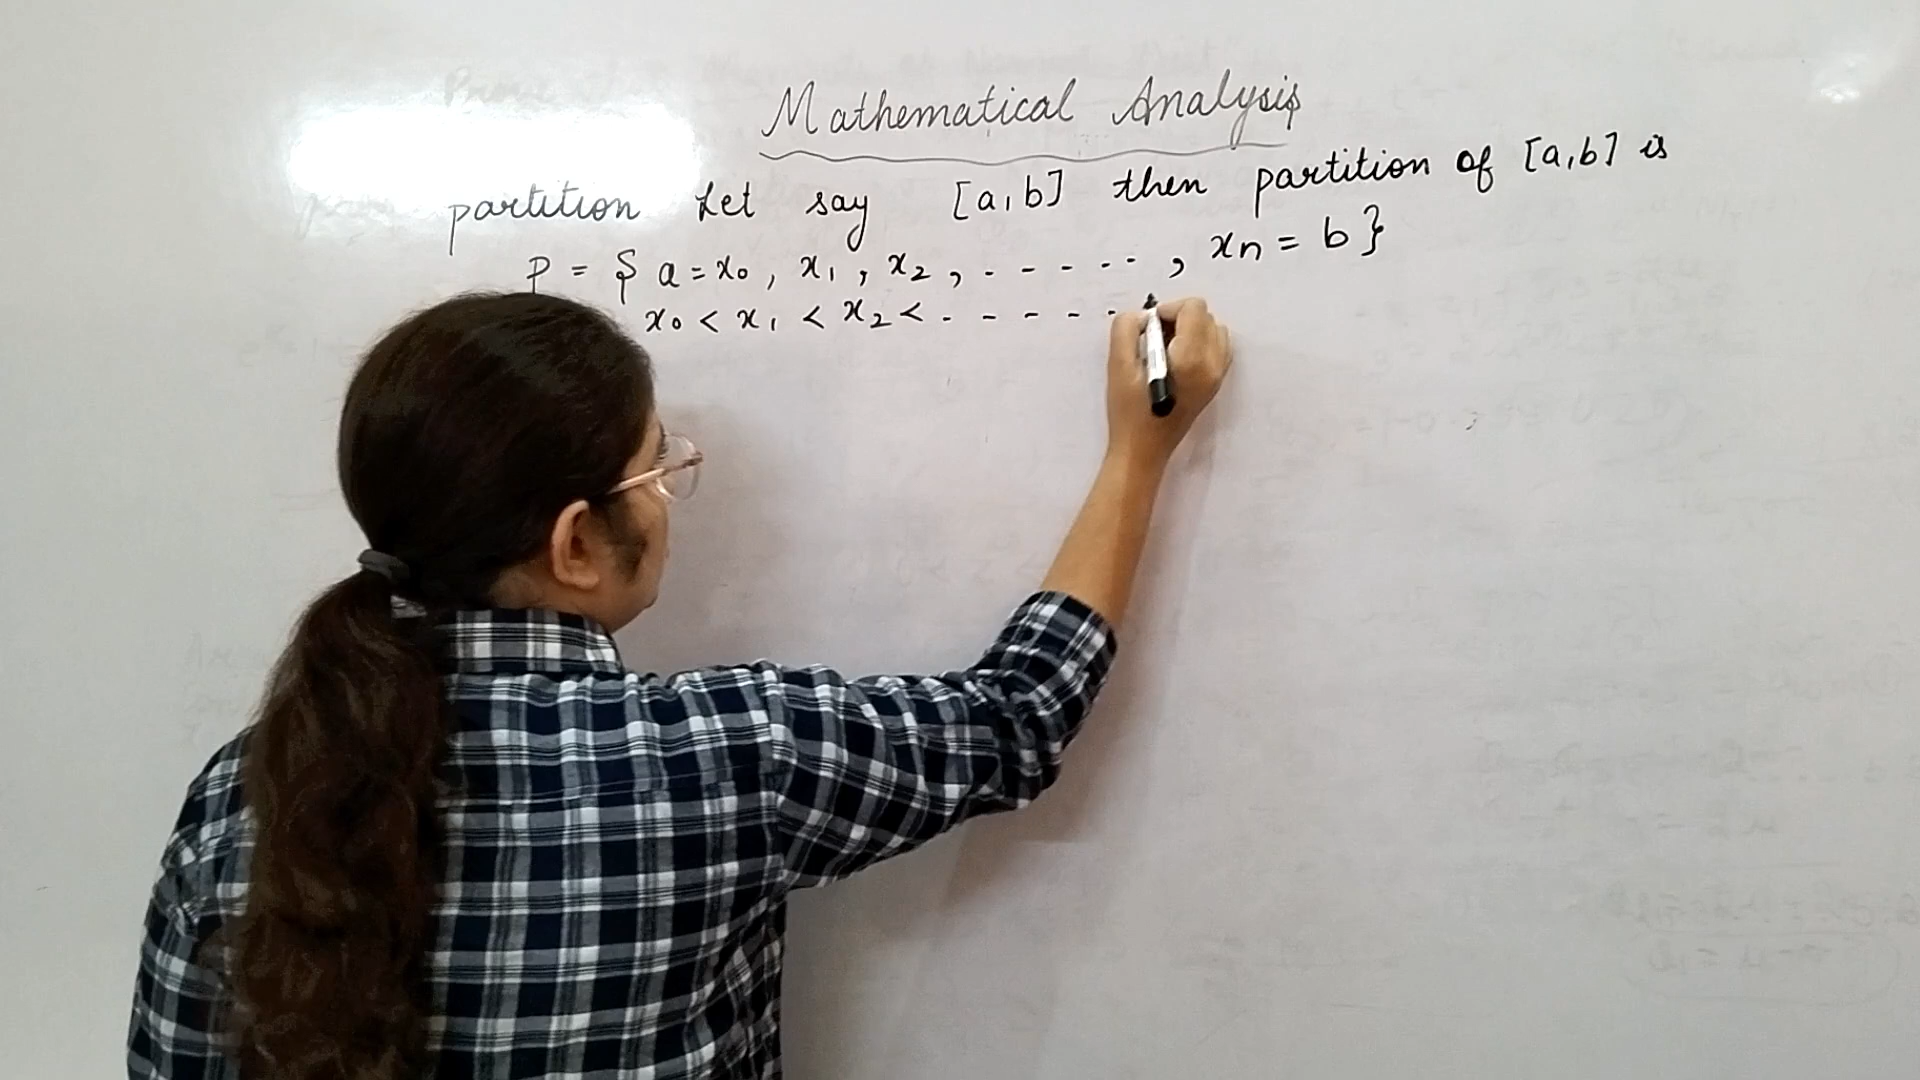 Mathematical Analysis
partition Let say [a,b] then partition of [a,b] is
P = { a = x₀, x₁, x₂, - - - - - -, xn = b }
x₀ < x₁ < x₂ < - - - - -